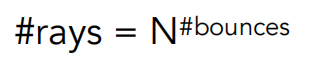 #rays = N#bounces